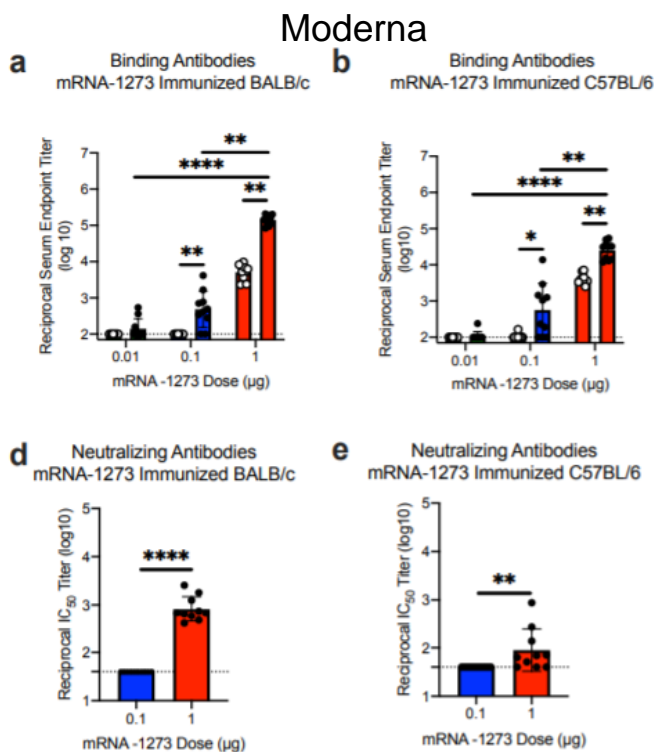 Moderna
a
Binding Antibodies
mRNA-1273 Immunized BALB/c
Reciprocal Serum Endpoint Titer
(log 10)
7
6
5
4
3
2
**
****
**
**
0.01
0.1
1
mRNA -1273 Dose (µg)
b
Binding Antibodies
mRNA-1273 Immunized C57BL/6
Reciprocal Serum Endpoint Titer
(log 10)
7
6
5
4
3
2
**
****
**
*
0.01
0.1
1
mRNA -1273 Dose (µg)
d
Neutralizing Antibodies
mRNA-1273 Immunized BALB/c
Reciprocal IC50 Titer (log10)
5
4
3
2
1
****
0.1
1
mRNA -1273 Dose (µg)
e
Neutralizing Antibodies
mRNA-1273 Immunized C57BL/6
Reciprocal IC50 Titer (log10)
5
4
3
2
1
**
0.1
1
mRNA -1273 Dose (µg)